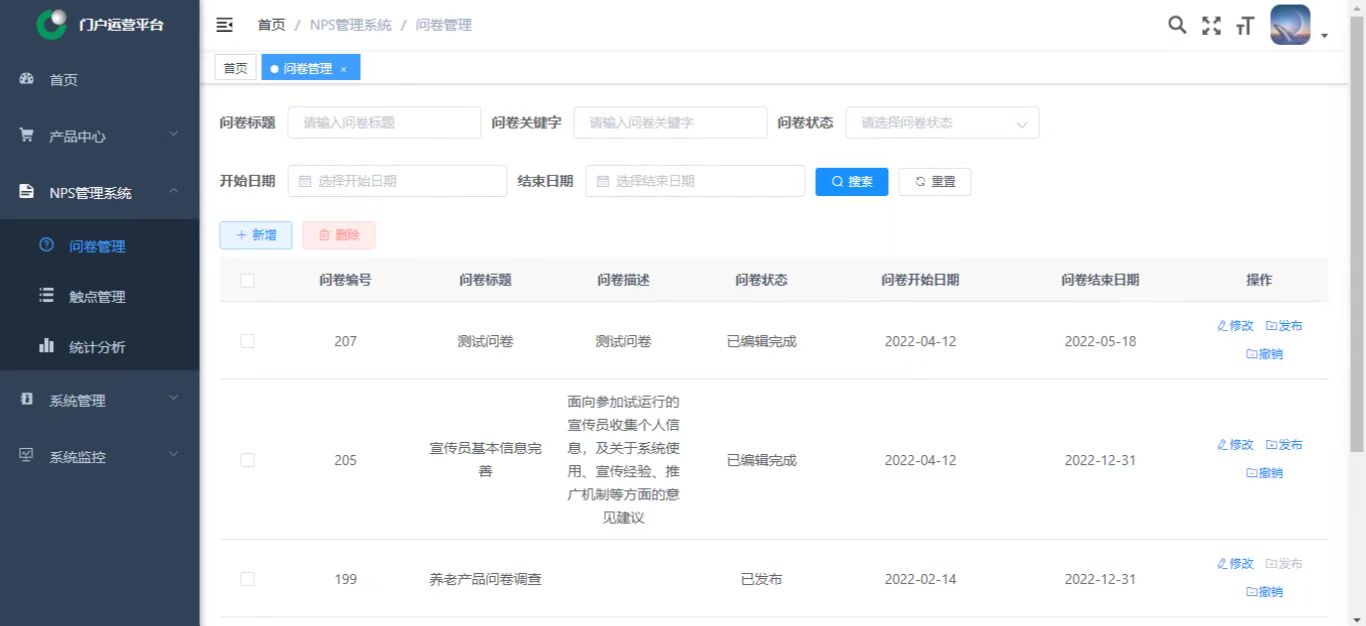 门户运营平台
首页 / NPS管理系统 / 问卷管理
首页
产品中心
NPS管理系统
问卷管理
触点管理
统计分析
系统管理
系统监控
首页 问卷管理 ×
问卷标题 请输入问卷标题 问卷关键字 请输入问卷关键字 问卷状态 请选择问卷状态
开始日期 选择开始日期 结束日期 选择结束日期 搜索 重置
+ 新增 删除
问卷编号 问卷标题 问卷描述 问卷状态 问卷开始日期 问卷结束日期 操作
207 测试问卷 测试问卷 已编辑完成 2022-04-12 2022-05-18 修改 发布
撤销
205 宣传员基本信息完
善
面向参加试运行的
宣传员收集个人信
息，及关于系统使
用、宣传经验、推
广机制等方面的意
见建议
已编辑完成 2022-04-12 2022-12-31 修改 发布
撤销
199 养老产品问卷调查 已发布 2022-02-14 2022-12-31 修改 发布
撤销